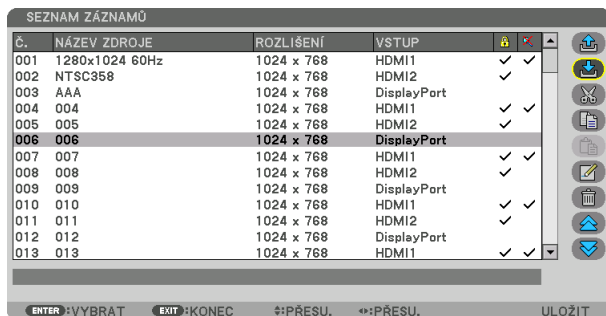 SEZNAM ZÁZNAMŮ
Č. NÁZEV ZDROJE ROZLIŠENÍ VSTUP
001 1280x1024 60Hz 1024 x 768 HDMI1
002 NTSC358 1024 x 768 HDMI2
003 AAA 1024 x 768 DisplayPort
004 004 1024 x 768 HDMI1
005 005 1024 x 768 HDMI2
006 006 1024 x 768 DisplayPort
007 007 1024 x 768 HDMI1
008 008 1024 x 768 HDMI2
009 009 1024 x 768 DisplayPort
010 010 1024 x 768 HDMI1
011 011 1024 x 768 HDMI2
012 012 1024 x 768 DisplayPort
013 013 1024 x 768 HDMI1
ENTER :VYBRAT EXIT :KONEC :PŘESU. :PŘESU. ULOŽIT